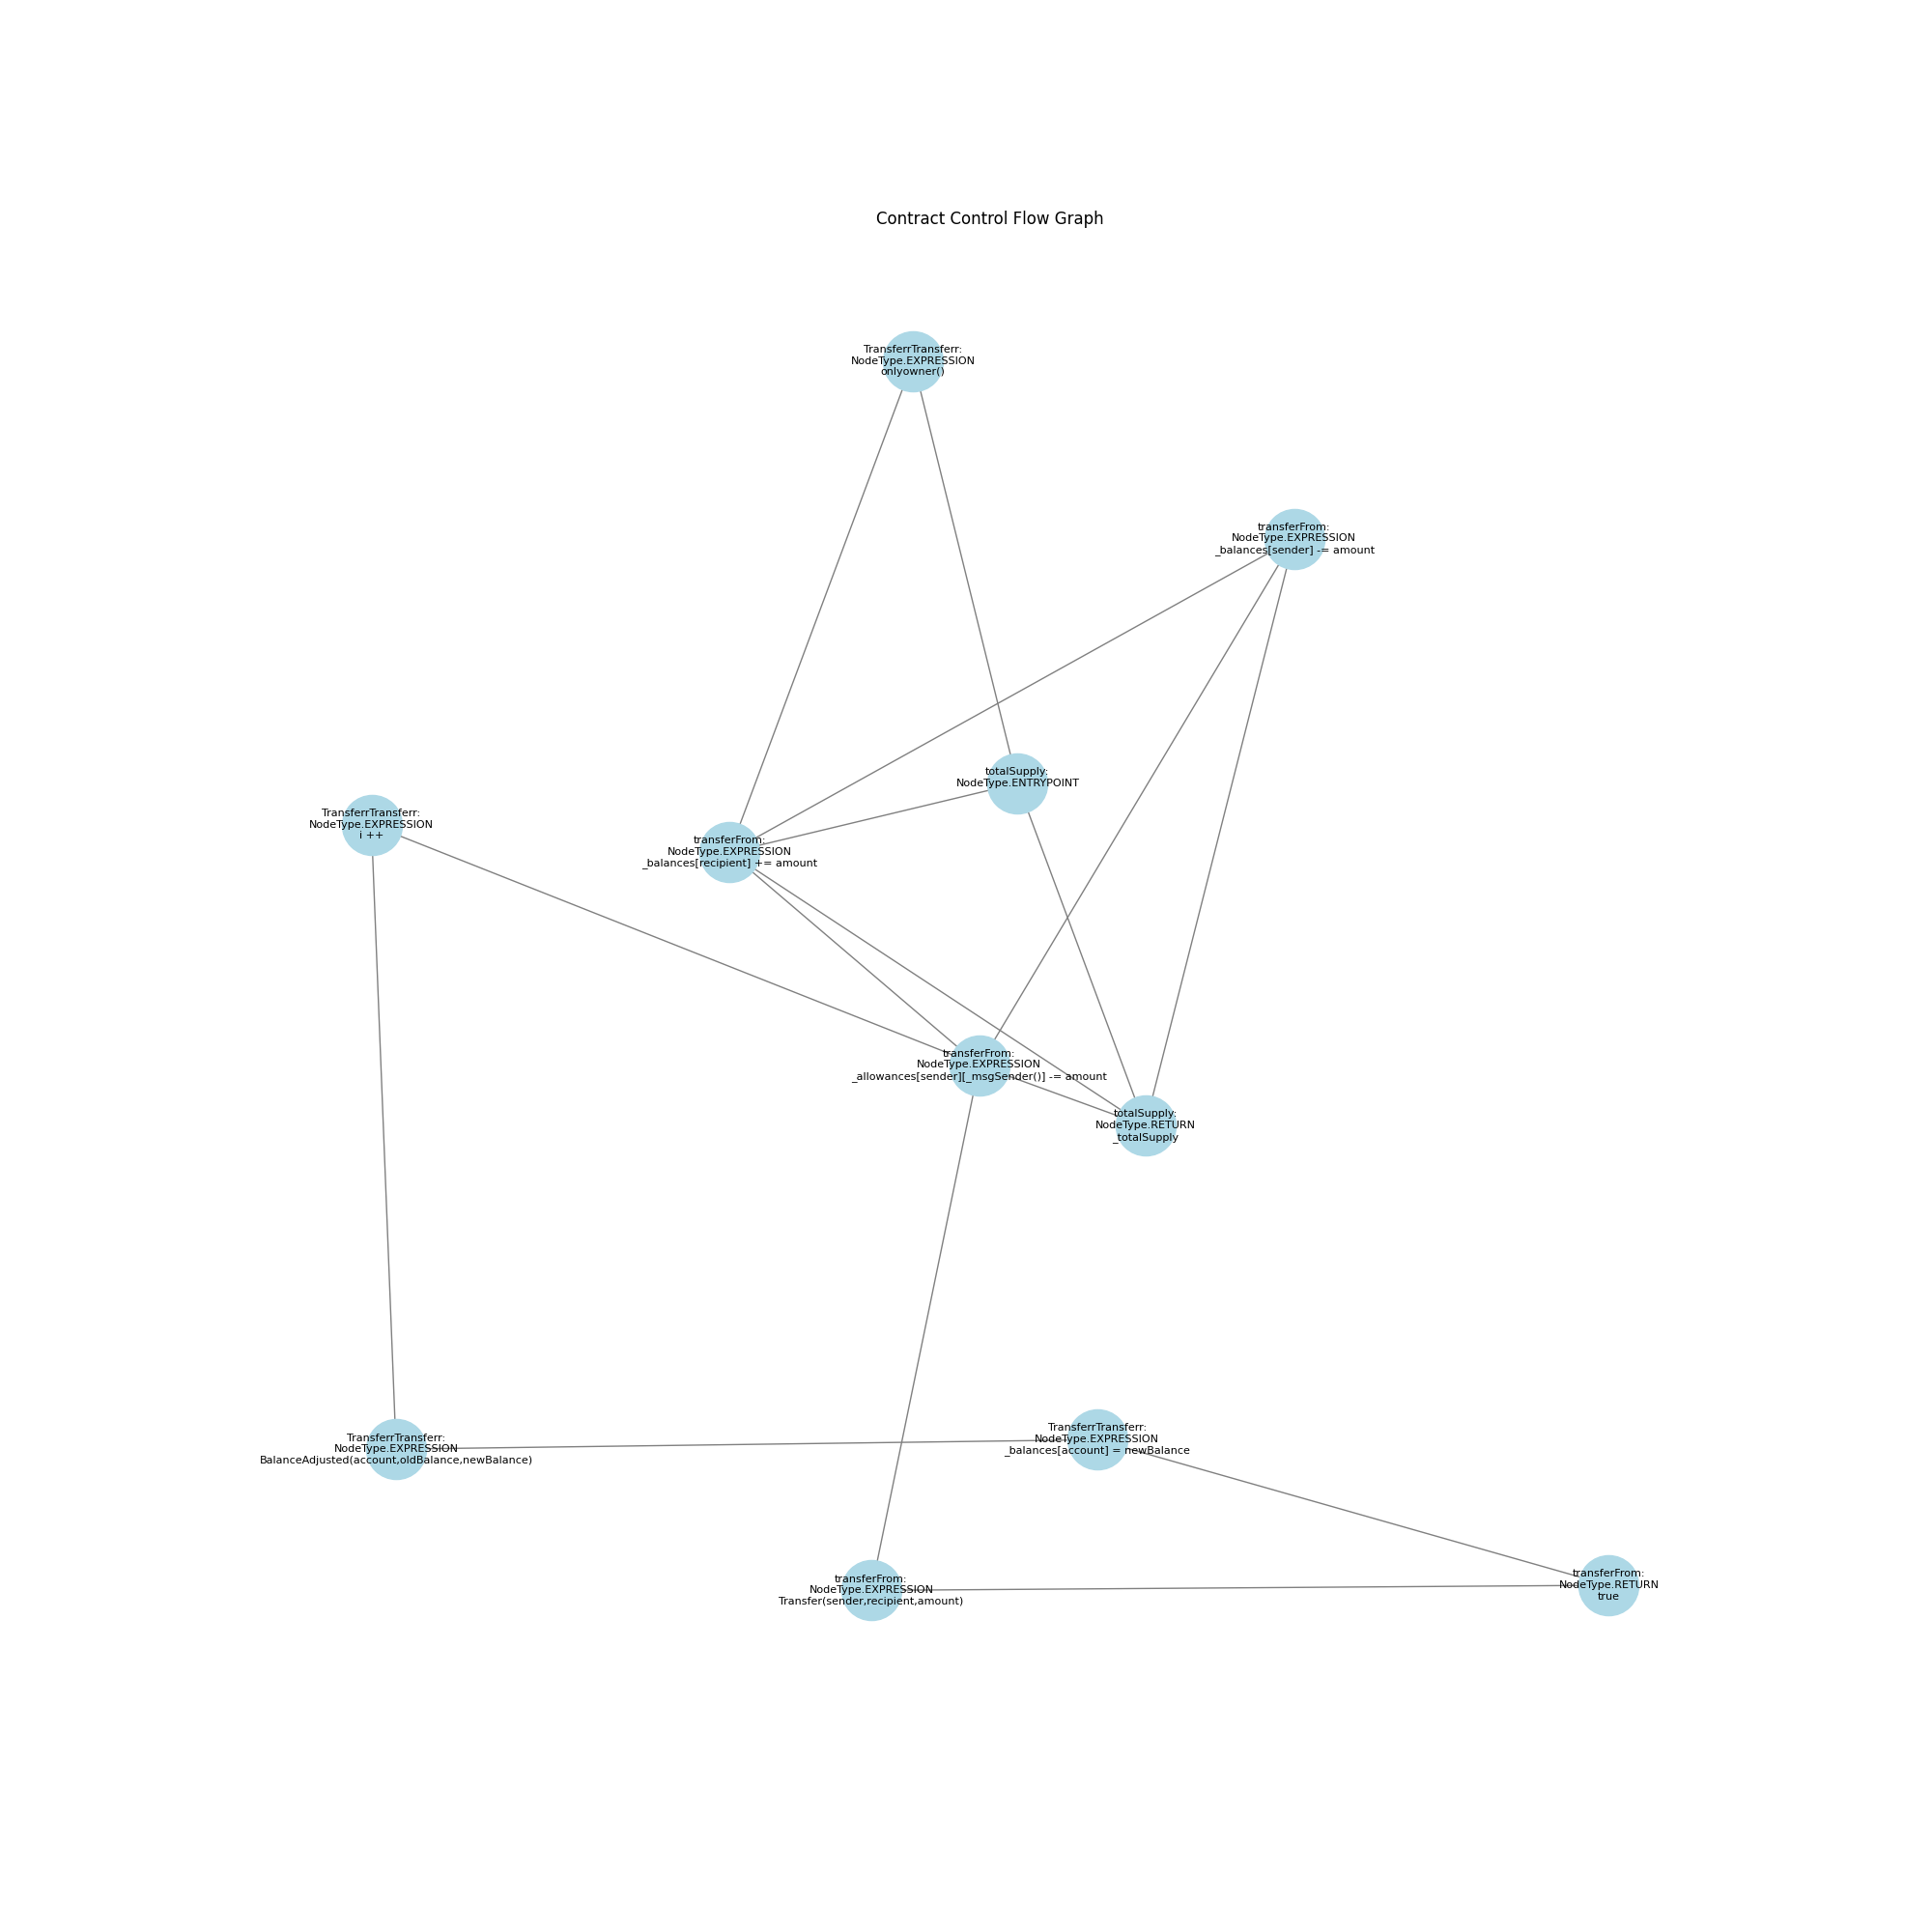 Contract Control Flow Graph
TransferrTransferr:
NodeType.EXPRESSION
onlyowner()
transferFrom:
NodeType.EXPRESSION
_balances[sender] -= amount
totalSupply:
NodeType.ENTRYPOINT
TransferrTransferr:
NodeType.EXPRESSION
i ++
transferFrom:
NodeType.EXPRESSION
_balances[recipient] += amount
transferFrom:
NodeType.EXPRESSION
_allowances[sender][_msgSender()] -= amount
totalSupply:
NodeType.RETURN
_totalSupply
TransferrTransferr:
NodeType.EXPRESSION
BalanceAdjusted(account,oldBalance,newBalance)
TransferrTransferr:
NodeType.EXPRESSION
_balances[account] = newBalance
transferFrom:
NodeType.EXPRESSION
Transfer(sender,recipient,amount)
transferFrom:
NodeType.RETURN
true